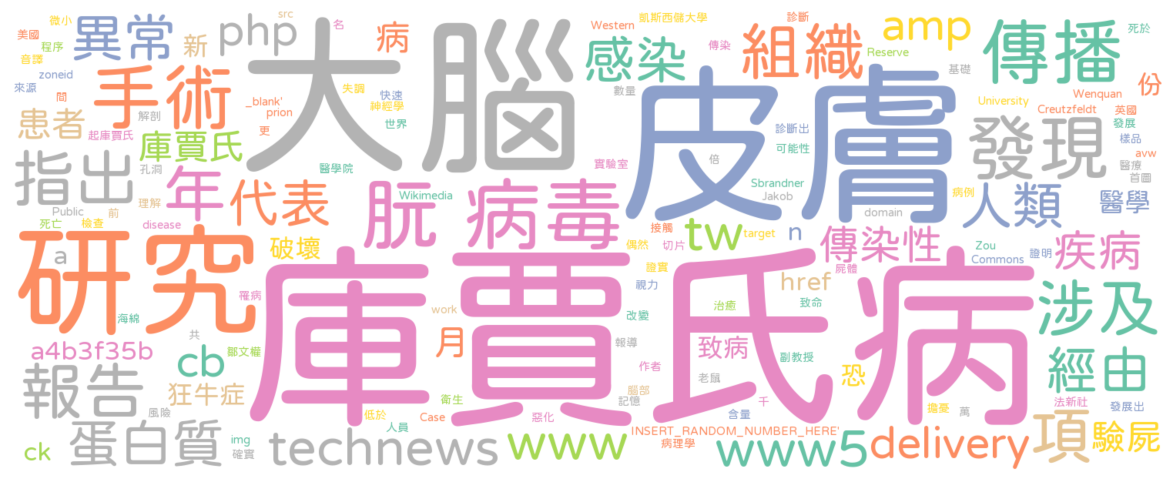 微小 src 名 Western 凱斯西健大學 診斷
美國 異常 新 php 病 感染 傳染 組織 amp 傳播 死於
程序 音譯 大腦 Reserve
zoneid 手術 失調 快速 數量 基礎 Wenquan 份
來源 間 _blank' prion 神經學 皮膚 University Creutzfeldt 英國
患者 解剖 更 世界 診斷出 發現 發展
起庫賈氏 庫賈氏 可能性 樣品
指出 孔洞 醫學院 實驗室 倍 醫療 avw
年 代表 Wikimedia Sbrandner 人類 病例 首圖
Public 前 理解 朊 病毒 Jakob domain 醫學
死亡 檢查 disease 接觸 tw target n 傳染性 Zou 證明 疾病
研究 a 破壞 偶然 切片 屍體 Commons
罹病 庫賈氏病 證實 視力 href 涉及
海綿 共 work 改變 治癒 致命
a4b3f35b cb 鄒文權 月 報導 致病 副教授 經由
報告 狂牛症 作者 老鼠 恐 法新社
風險 衛生 腦部 記憶 千 擔憂 萬 發展出
低於 Case 惡化 含量 項
蛋白質 人員 INSERT_RANDOM_NUMBER_HERE' 驗屍
ck img 確實 technews www 病理學 www5 delivery